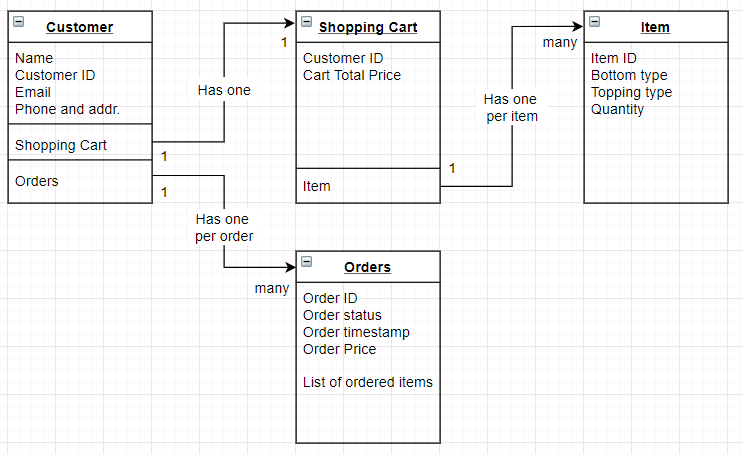 Customer
Name
Customer ID
Email
Phone and addr.
Shopping Cart
Orders
1
1
Has one
1
Shopping Cart
Customer ID
Cart Total Price
Item
1
Has one
per item
many
Item
Item ID
Bottom type
Topping type
Quantity
Has one
per order
many
Orders
Order ID
Order status
Order timestamp
Order Price
List of ordered items